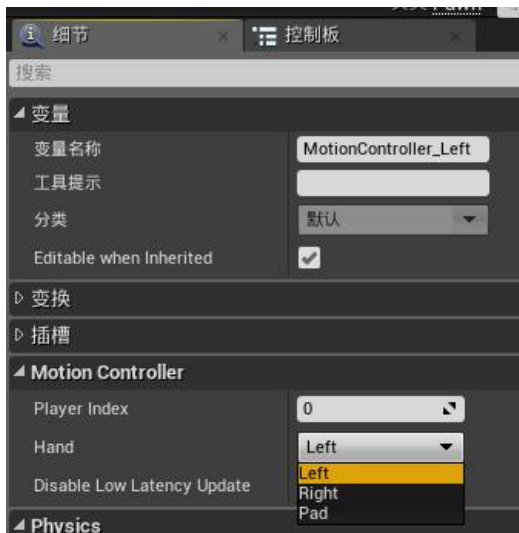 Pawn
细节
控制板
搜索
变量
变量名称 MotionController_Left
工具提示
分类 默认
Editable when Inherited
变换
插槽
Motion Controller
Player Index 0
Hand Left
Left
Disable Low Latency Update
Right
Pad
Physics